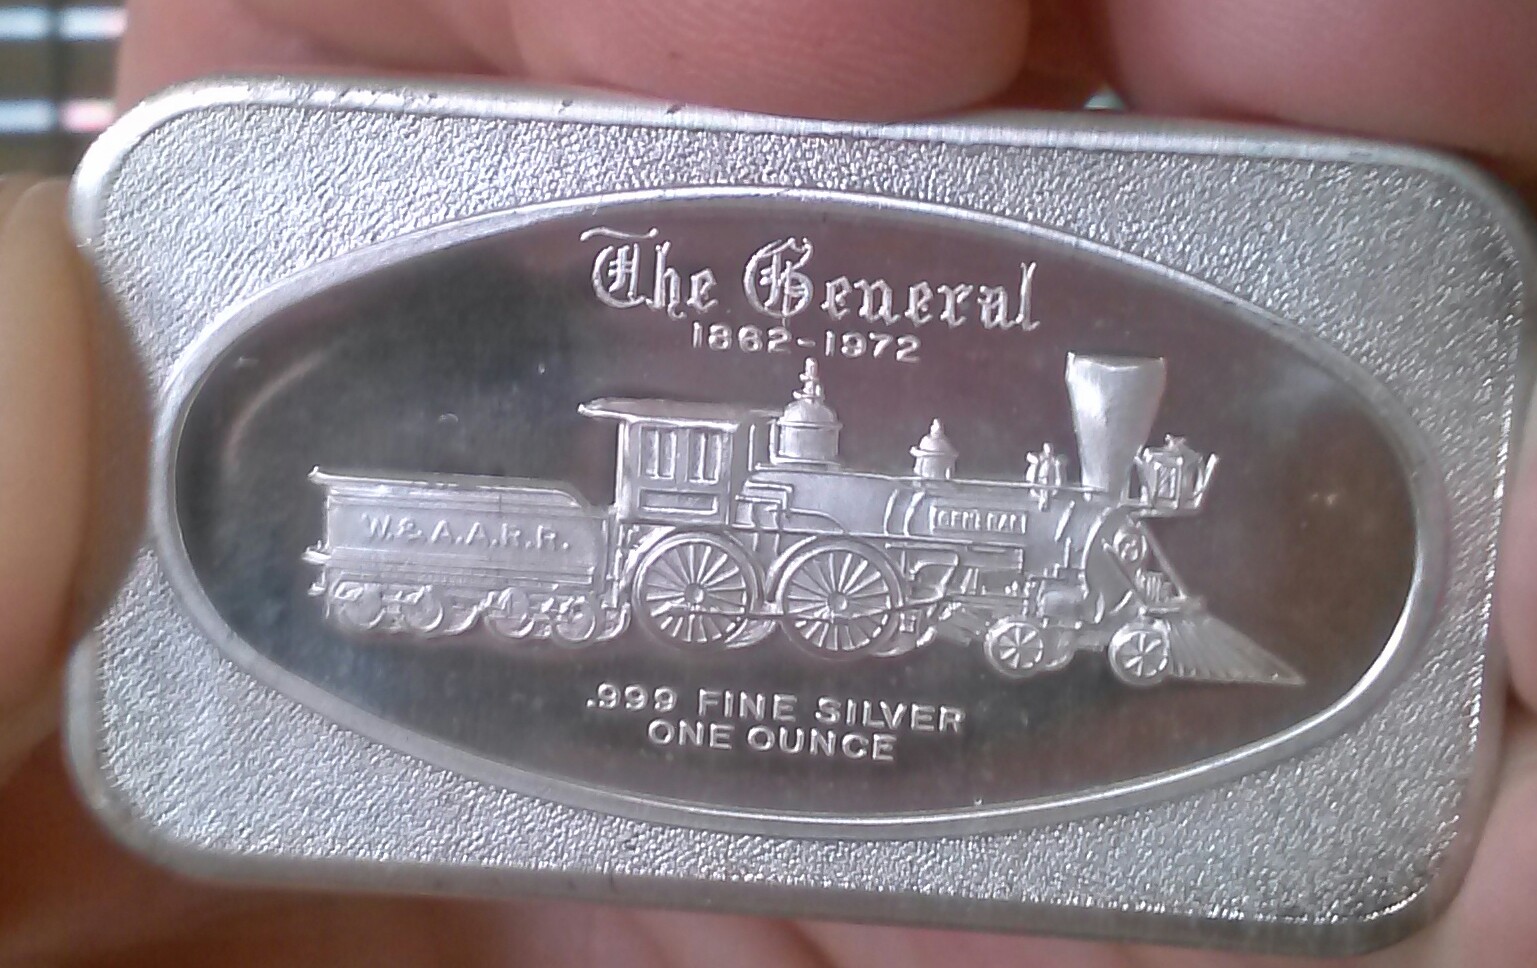 The General
1862-1972
W.&A.A.R.R.
GENERAL
.999 FINE SILVER
ONE OUNCE